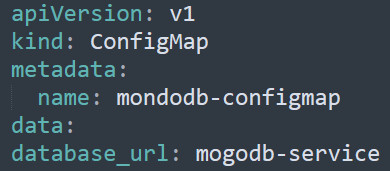 apiVersion: v1
kind: ConfigMap
metadata:
  name: mondodb-configmap
data:
database_url: mogodb-service